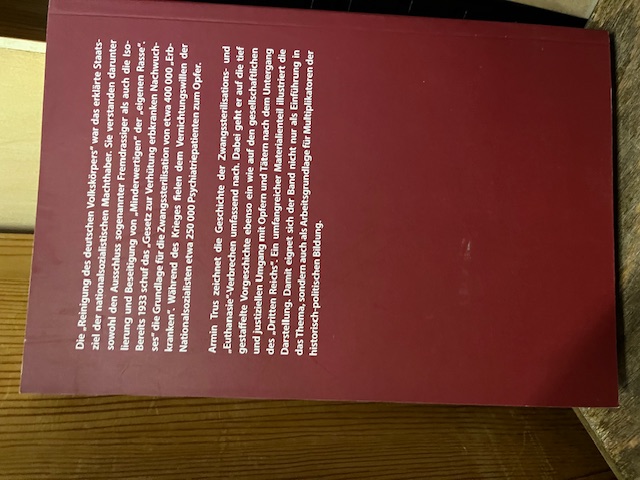 Die „Reinigung des deutschen Volkskörpers“ war das erklärte Staats-
ziel der nationalsozialistischen Machthaber. Sie verstanden darunter
sowohl den Ausschluss sogenannter Fremdrassiger als auch die Iso-
lierung und Beseitigung von „Minderwertigen“ der „eigenen Rasse“.
Bereits 1933 schuf das „Gesetz zur Verhütung erbkranken Nachwuch-
ses“ die Grundlage für die Zwangssterilisation von etwa 400 000 „Erb-
kranken“. Während des Krieges fielen dem Vernichtungswillen der
Nationalsozialisten etwa 250 000 Psychiatriepatienten zum Opfer.
Armin Trus zeichnet die Geschichte der Zwangssterilisations- und
„Euthanasie“-Verbrechen umfassend nach. Dabei geht er auf die tief
gestaffelte Vorgeschichte ebenso ein wie auf den gesellschaftlichen
und justiziellen Umgang mit Opfern und Tätern nach dem Untergang
des „Dritten Reichs“. Ein umfangreicher Materialienteil illustriert die
Darstellung. Damit eignet sich der Band nicht nur als Einführung in
das Thema, sondern auch als Arbeitsgrundlage für Multiplikatoren der
historisch-politischen Bildung.